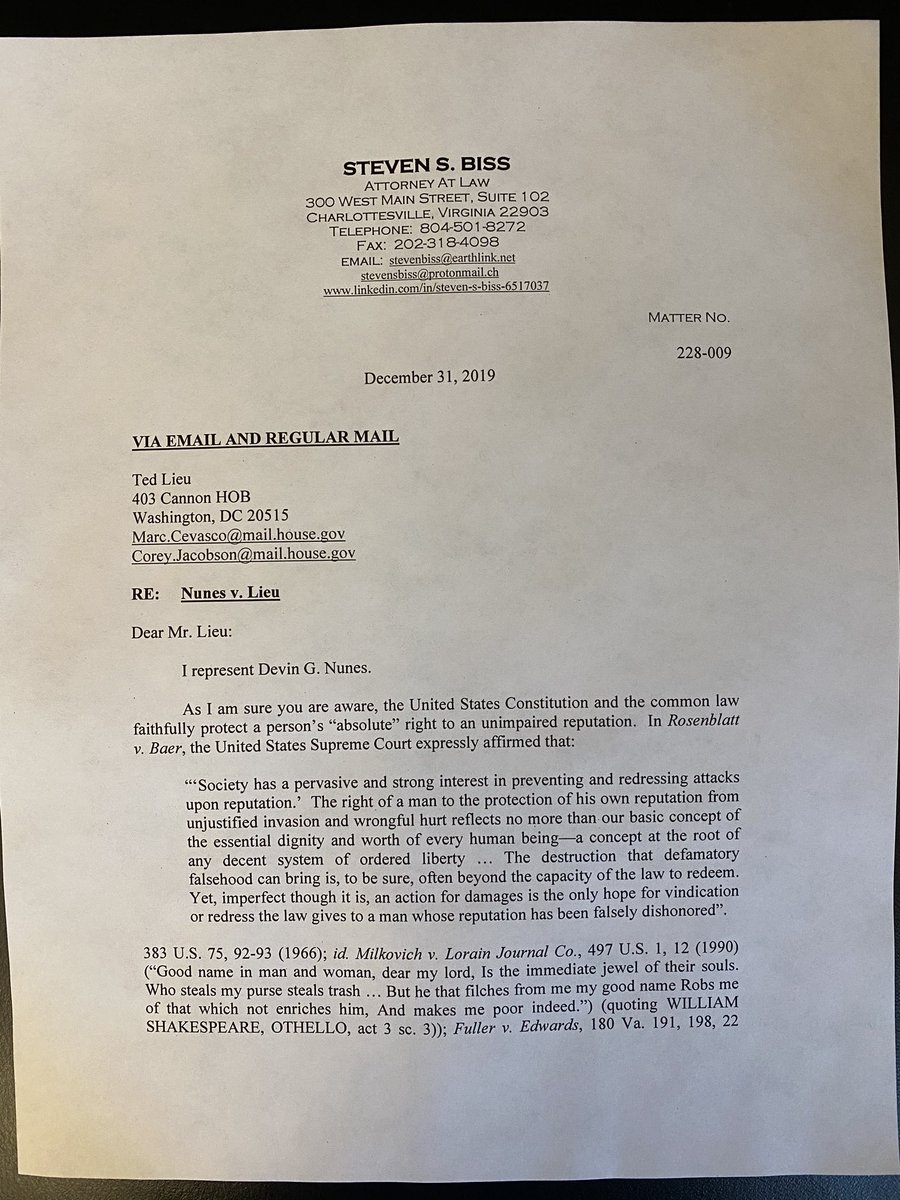 STEVEN S. BISS
ATTORNEY AT LAW
300 WEST MAIN STREET, SUITE 102
CHARLOTTESVILLE, VIRGINIA 22903
TELEPHONE: 804-501-8272
FAX: 202-318-4098
EMAIL: stevenbiss@earthlink.net
stevensbiss@protonmail.ch
www.linkedin.com/in/steven-s-biss-6517037
MATTER NO.
228-009
December 31, 2019
VIA EMAIL AND REGULAR MAIL
Ted Lieu
403 Cannon HOB
Washington, DC 20515
Marc.Cevasco@mail.house.gov
Corey.Jacobson@mail.house.gov
RE: Nunes v. Lieu
Dear Mr. Lieu:
I represent Devin G. Nunes.
As I am sure you are aware, the United States Constitution and the common law
faithfully protect a person's “absolute” right to an unimpaired reputation. In Rosenblatt
v. Baer, the United States Supreme Court expressly affirmed that:
“‘Society has a pervasive and strong interest in preventing and redressing attacks
upon reputation.’ The right of a man to the protection of his own reputation from
unjustified invasion and wrongful hurt reflects no more than our basic concept of
the essential dignity and worth of every human being—a concept at the root of
any decent system of ordered liberty … The destruction that defamatory
falsehood can bring is, to be sure, often beyond the capacity of the law to redeem.
Yet, imperfect though it is, an action for damages is the only hope for vindication
or redress the law gives to a man whose reputation has been falsely dishonored”.
383 U.S. 75, 92-93 (1966); id. Milkovich v. Lorain Journal Co., 497 U.S. 1, 12 (1990)
(“Good name in man and woman, dear my lord, Is the immediate jewel of their souls.
Who steals my purse steals trash … But he that filches from me my good name Robs me
of that which not enriches him, And makes me poor indeed.”) (quoting WILLIAM
SHAKESPEARE, OTHELLO, act 3 sc. 3)); Fuller v. Edwards, 180 Va. 191, 198, 22